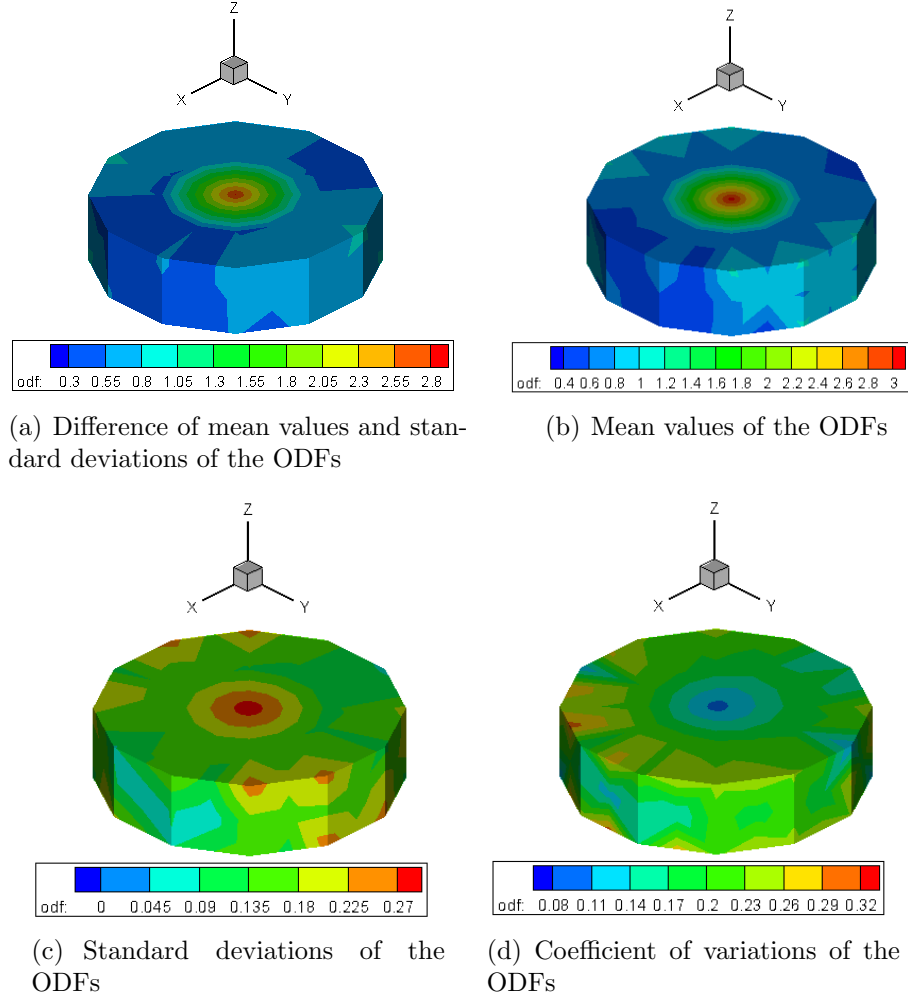 Z
X
Y
odf: 0.3 0.55 0.8 1.05 1.3 1.55 1.8 2.05 2.3 2.55 2.8
(a) Difference of mean values and stan-
dard deviations of the ODFs
Z
X
Y
odf: 0.4 0.6 0.8 1 1.2 1.4 1.6 1.8 2 2.2 2.4 2.6 2.8 3
(b) Mean values of the ODFs
Z
X
Y
odf: 0 0.045 0.09 0.135 0.18 0.225 0.27
(c) Standard deviations of the
ODFs
Z
X
Y
odf: 0.08 0.11 0.14 0.17 0.2 0.23 0.26 0.29 0.32
(d) Coefficient of variations of the
ODFs